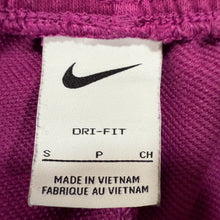 DRI-FIT
S P CH
MADE IN VIETNAM
FABRIQUÉ AU VIETNAM